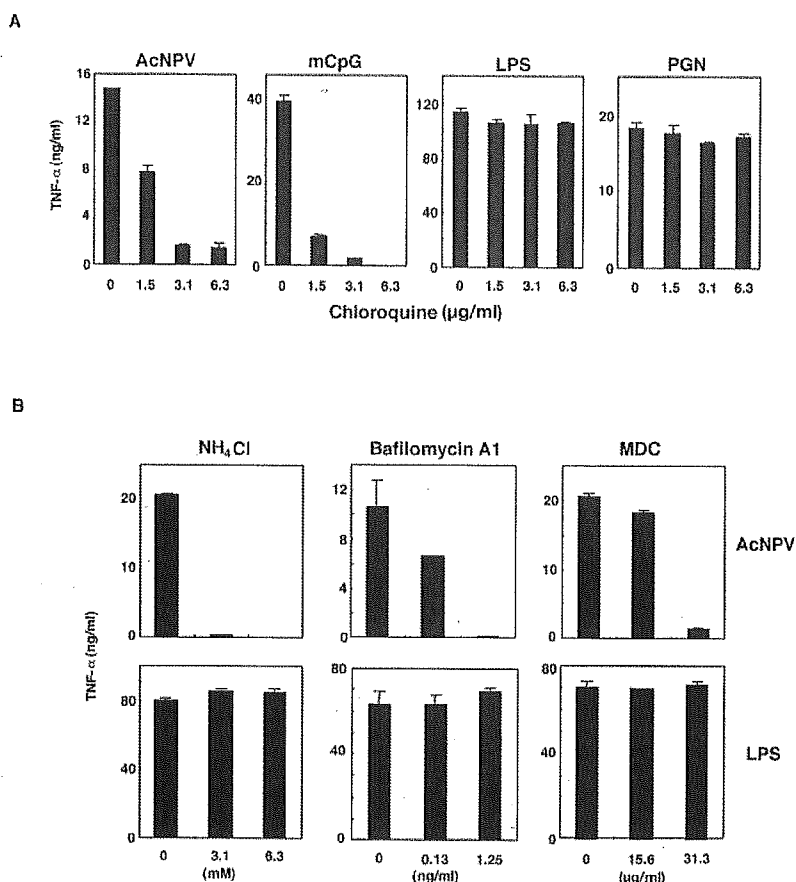 A
AcNPV mCpG LPS PGN
TNF-α (ng/ml)
16
12
8
4
0
40
20
0
120
80
40
0
20
10
0
0 1.5 3.1 6.3 0 1.5 3.1 6.3 0 1.5 3.1 6.3 0 1.5 3.1 6.3
Chloroquine (µg/ml)
B
NH₄Cl Bafilomycin A1 MDC
TNF-α (ng/ml)
20
10
0
12
8
4
0
20
10
0
AcNPV
80
40
0
80
40
0
80
40
0
LPS
0 3.1 6.3 0 0.13 1.25 0 15.6 31.3
(mM) (ng/ml) (µg/ml)